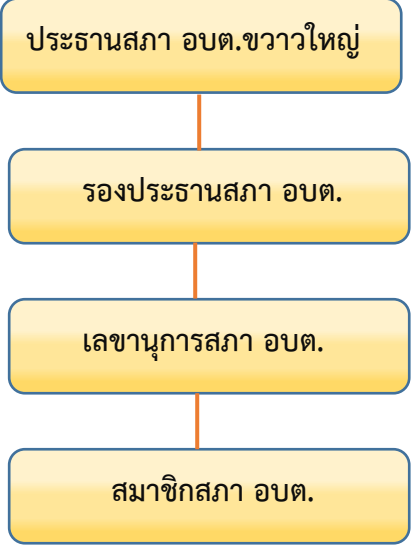 ประธานสภา อบต.ขวาวใหญ่
รองประธานสภา อบต.
เลขานุการสภา อบต.
สมาชิกสภา อบต.